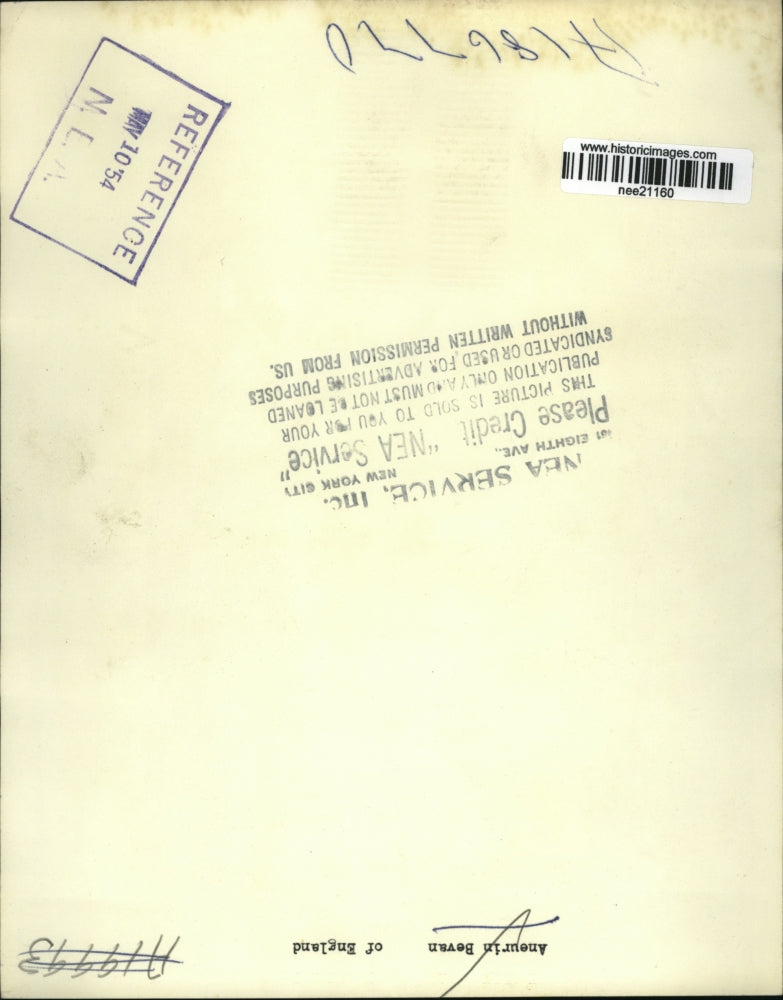 www.historicimages.com
nee21160
REFERENCE
MAY 10 '54
N. E. A.
NEA SERVICE, Inc.
461 EIGHTH AVE., NEW YORK CITY
Please Credit "NEA Service"
THIS PICTURE IS SOLD TO YOU FOR YOUR
PUBLICATION ONLY AND MUST NOT BE LOANED
SYNDICATED OR USED FOR ADVERTISING PURPOSES
WITHOUT WRITTEN PERMISSION FROM US.
Aneurin Bevan of England